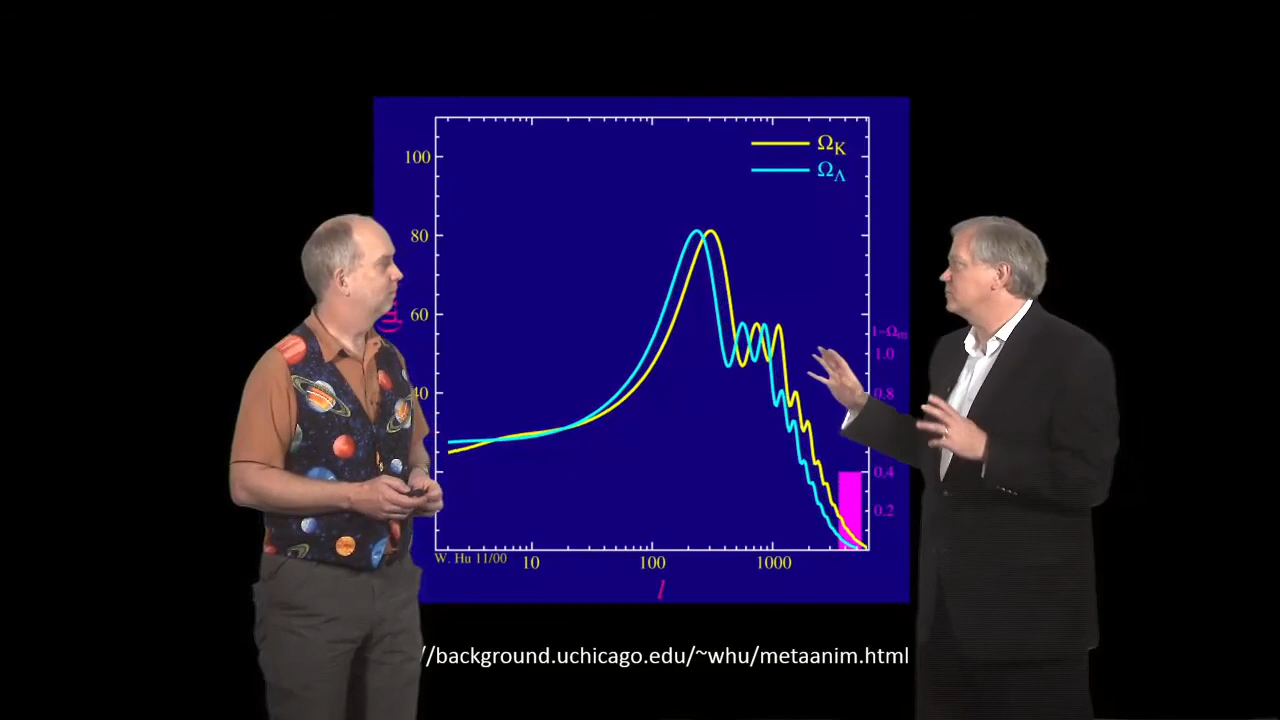 Ω_K
Ω_Λ
100
80
60
40
1−Ω_m
1.0
0.8
0.4
0.2
W. Hu 11/00
10
100
1000
l
//background.uchicago.edu/~whu/metaanim.html